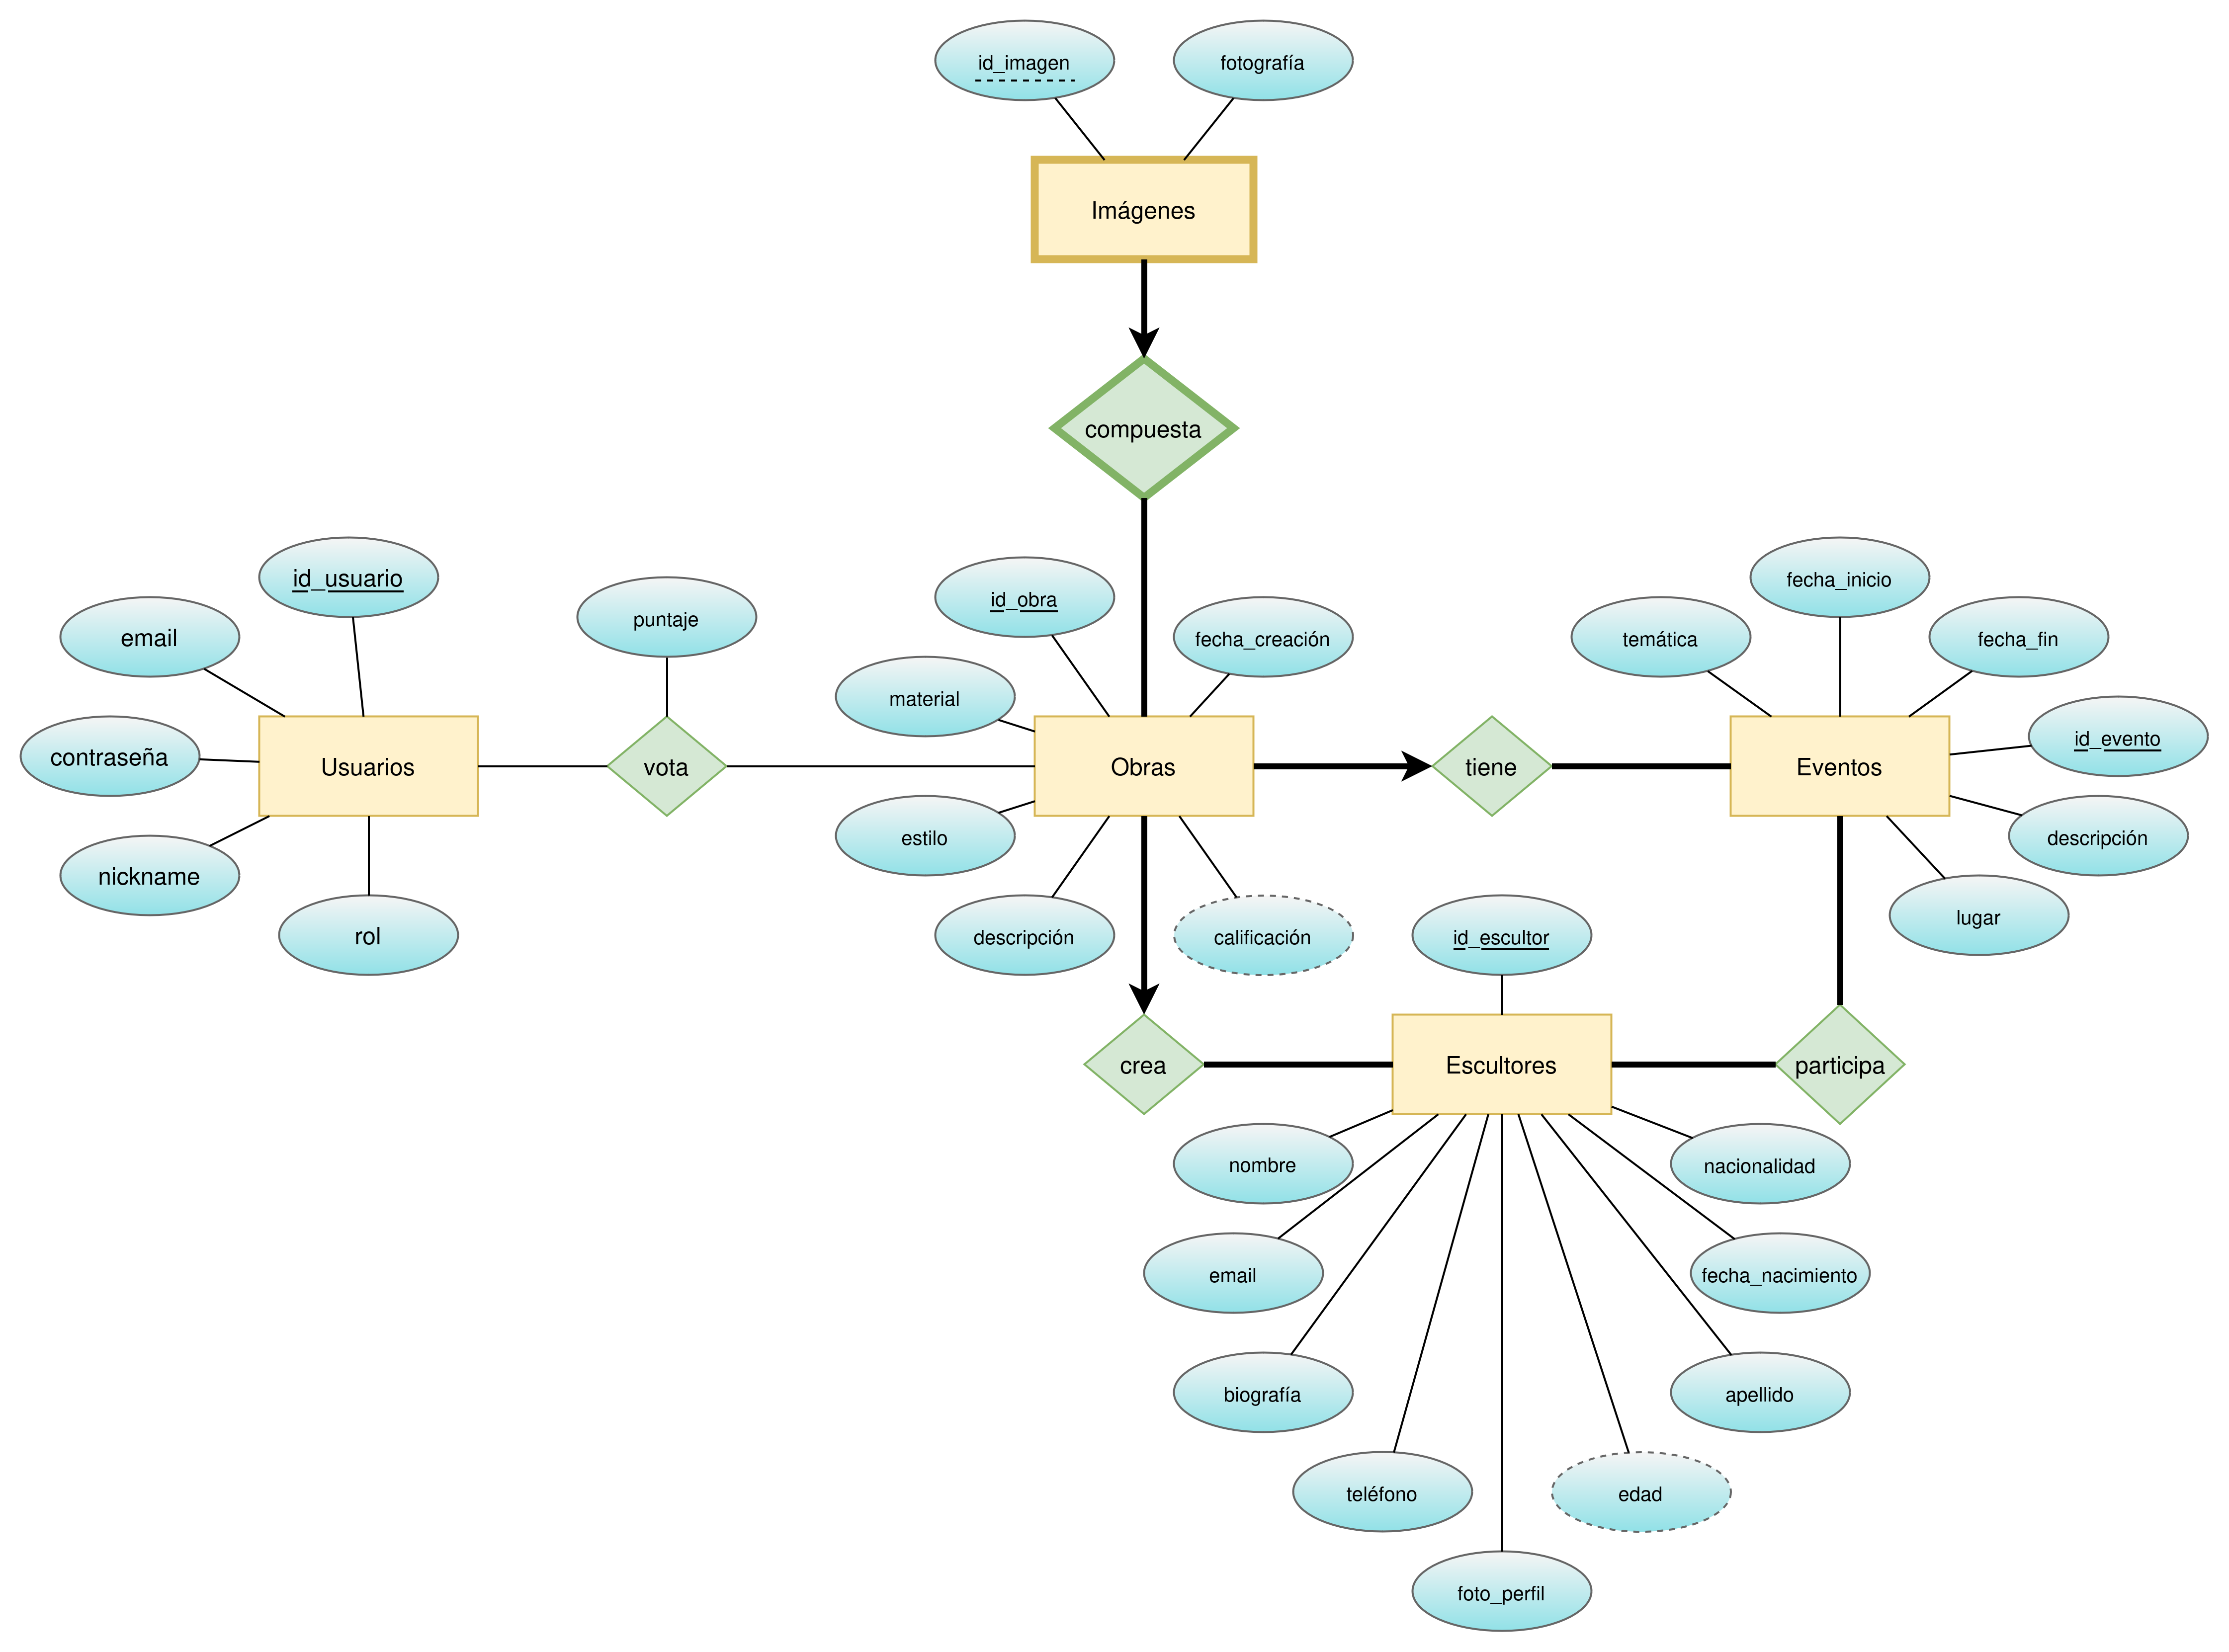 id_imagen
fotografía
Imágenes
compuesta
id_usuario
email
contraseña
nickname
rol
Usuarios
puntaje
vota
id_obra
fecha_creación
material
Obras
estilo
descripción
calificación
tiene
fecha_inicio
temática
fecha_fin
id_evento
Eventos
descripción
lugar
id_escultor
crea
Escultores
participa
nombre
nacionalidad
email
fecha_nacimiento
biografía
apellido
teléfono
edad
foto_perfil